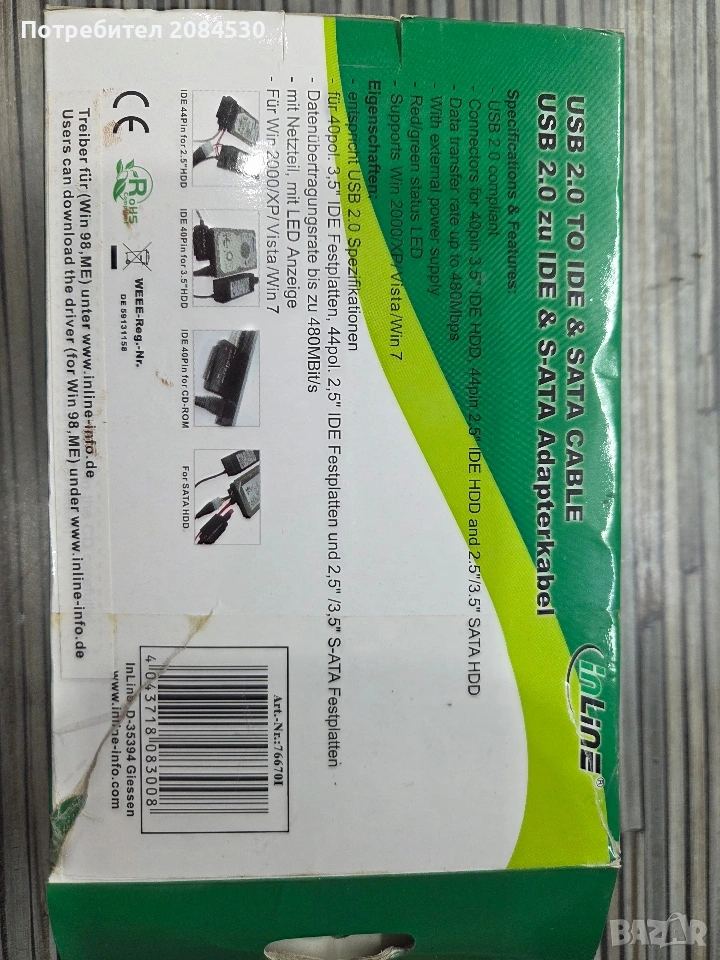 Потребител 2084530
USB 2.0 TO IDE & SATA CABLE
USB 2.0 zu IDE & S-ATA Adapterkabel
inLine®
Specifications & Features:
- USB 2.0 compliant
- Connectors for 40pin 3.5" IDE HDD, 44pin 2.5" IDE HDD and 2.5"/3.5" SATA HDD
- Data transfer rate up to 480Mbps
- With external power supply
- Red/green status LED
- Supports Win 2000/XP/Vista/Win 7
Eigenschaften:
- entspricht USB 2.0 Spezifikationen
- für 40pol. 3,5" IDE Festplatten, 44pol. 2,5" IDE Festplatten und 2,5" /3,5" S-ATA Festplatten -
- Datenübertragungsrate bis zu 480MBit/s
- mit Netzteil, mit LED Anzeige
- Für Win 2000/XP/Vista/Win 7
IDE 44Pin for 2.5"HDD
IDE 40Pin for 3.5"HDD
IDE 40Pin for CD-ROM
For SATA HDD
CE
RoHS
WEEE-Reg.-Nr.
DE 59131158
Treiber für (Win 98,ME) unter www.inline-info.de
Users can download the driver (for Win 98,ME) under www.inline-info.de
Art.-Nr.:76670I
4 043718 083008
InLine D-35394 Giessen
www.inline-info.com
BAZAR